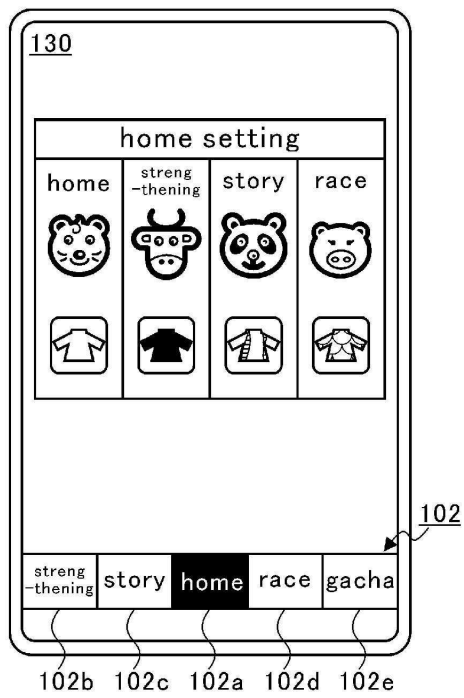 130
home setting
home
streng
-thening
story
race
102
streng
-thening
story
home
race
gacha
102b
102c
102a
102d
102e